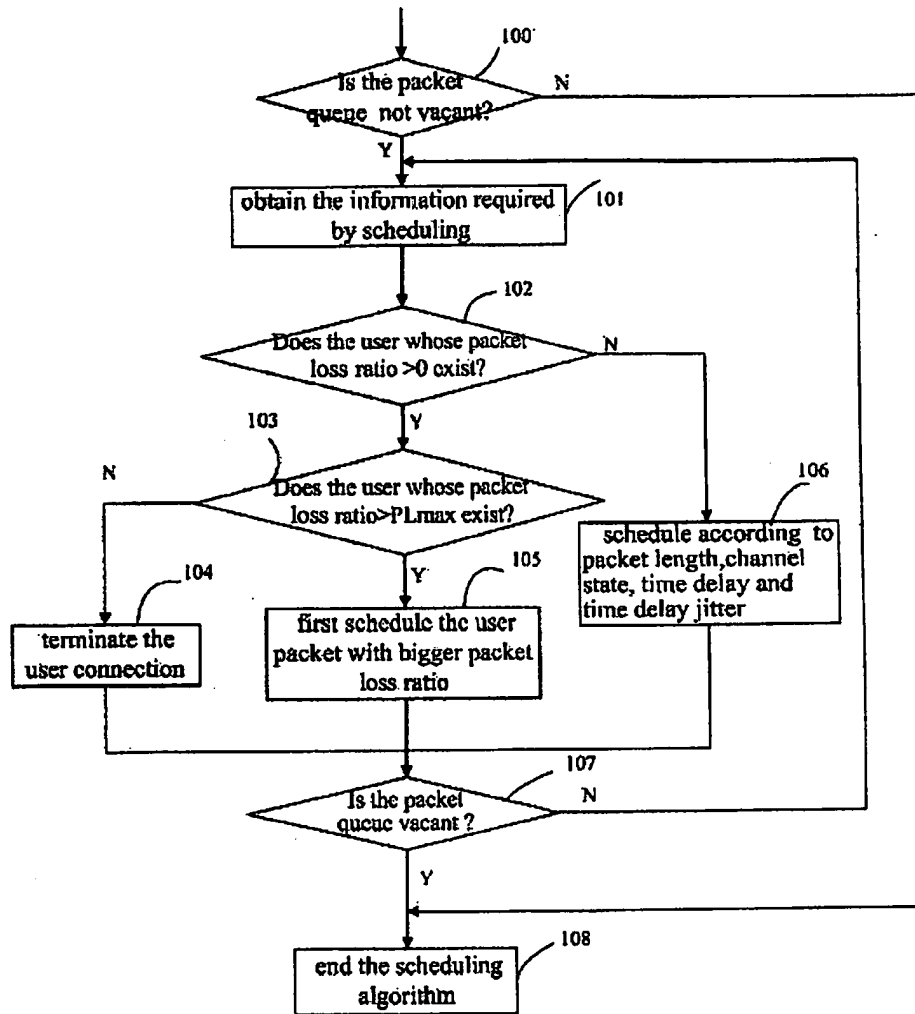 100
Is the packet
queue not vacant?
N
Y
obtain the information required
by scheduling
101
102
Does the user whose packet
loss ratio >0 exist?
N
Y
103
N
Does the user whose packet
loss ratio>PLmax exist?
Y
106
schedule according to
packet length,channel
state, time delay and
time delay jitter
104
terminate the
user connection
105
first schedule the user
packet with bigger packet
loss ratio
107
Is the packet
queue vacant ?
N
Y
108
end the scheduling
algorithm